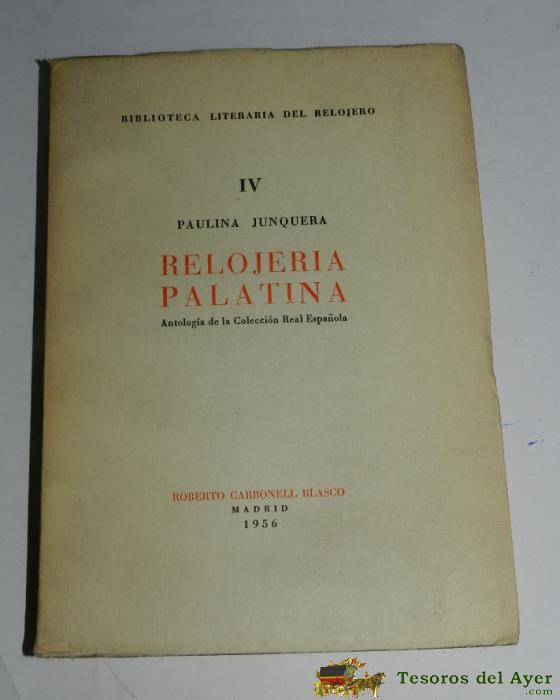 BIBLIOTECA LITERARIA DEL RELOJERO
IV
PAULINA JUNQUERA
RELOJERIA
PALATINA
Antología de la Colección Real Española
ROBERTO CARBONELL BLASCO
MADRID
1956
Tesoros del Ayer
.com